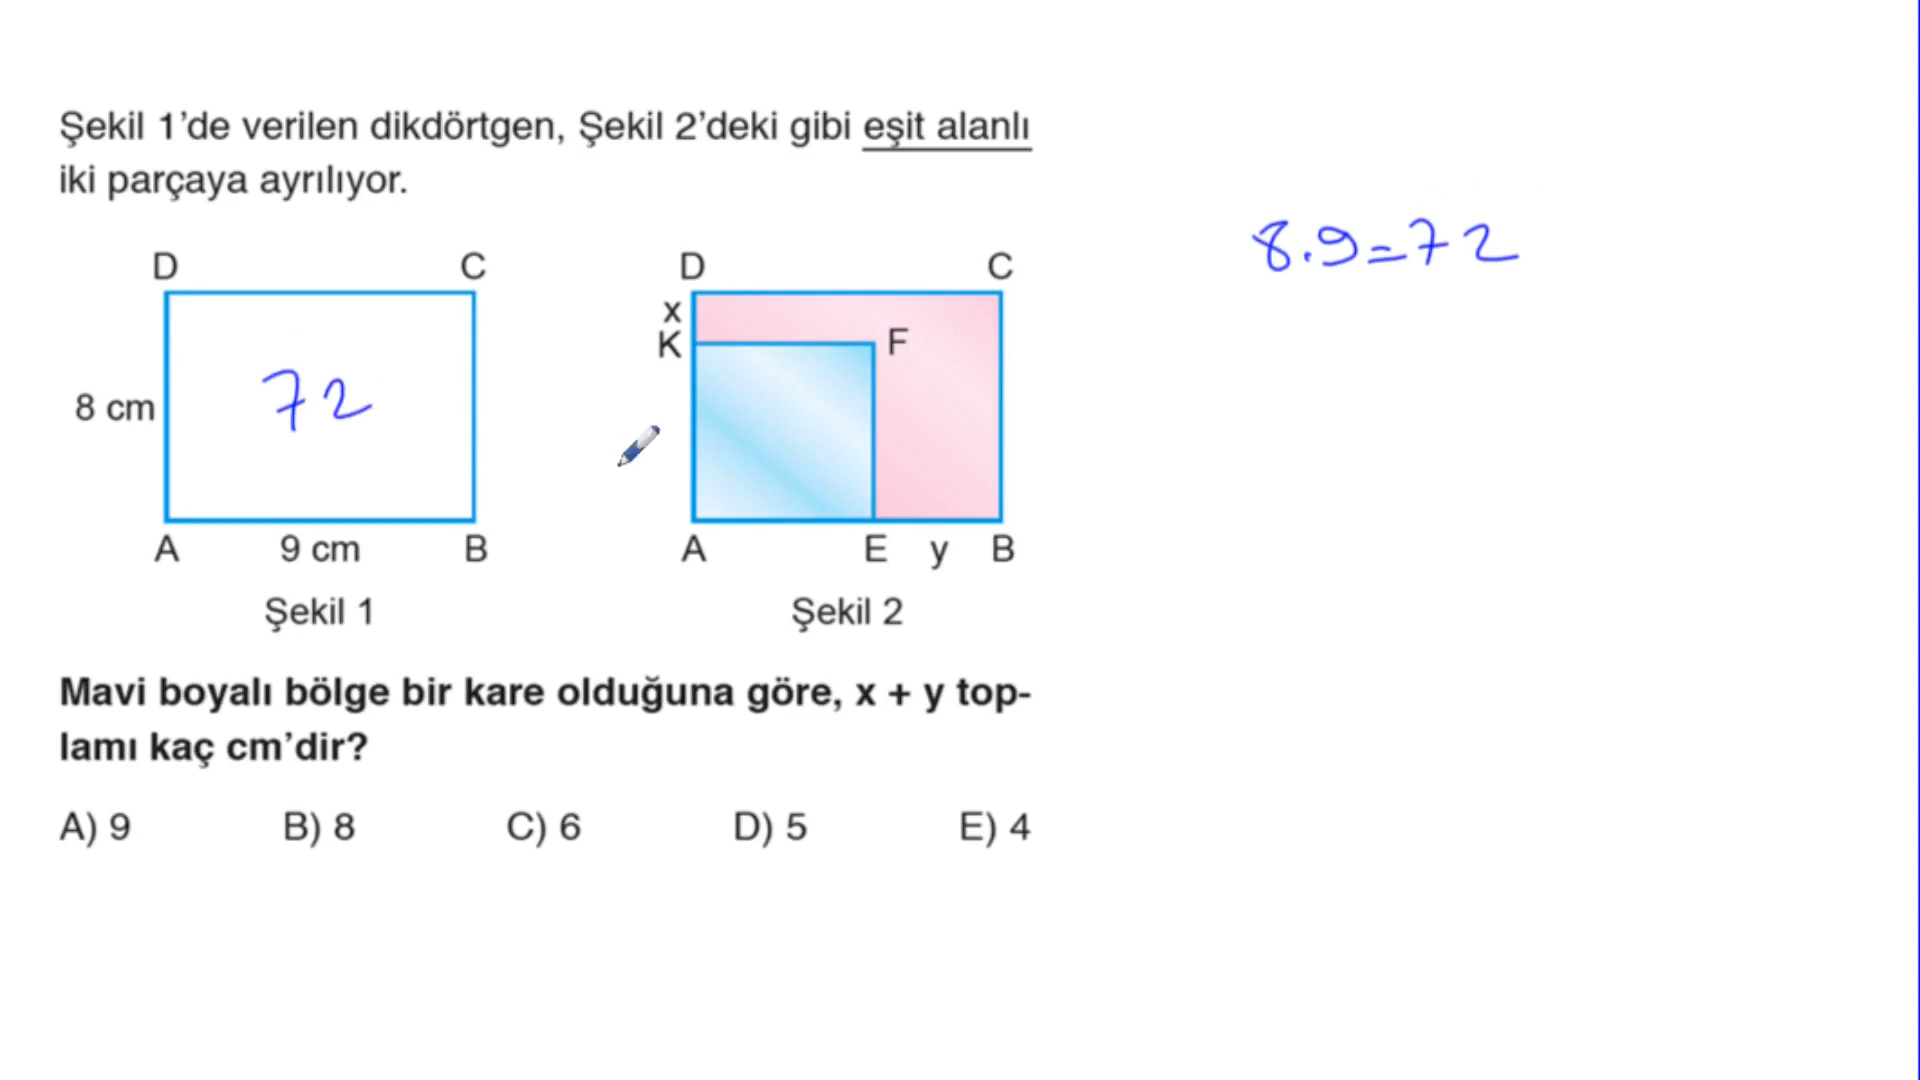 Şekil 1’de verilen dikdörtgen, Şekil 2’deki gibi eşit alanlı
iki parçaya ayrılıyor.
8.9=72
D C
8 cm
72
A 9 cm B
Şekil 1
D C
x
K F
A E y B
Şekil 2
Mavi boyalı bölge bir kare olduğuna göre, x + y top-
lamı kaç cm’dir?
A) 9 B) 8 C) 6 D) 5 E) 4